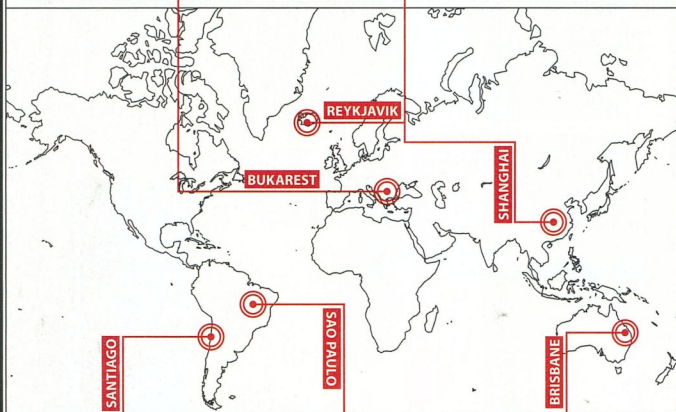 REYKJAVIK
BUKAREST
SHANGHAI
SANTIAGO
SAO PAULO
BRISBANE